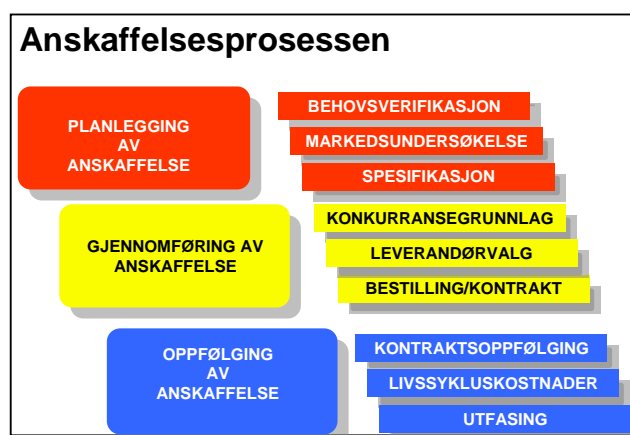 Anskaffelsesprosessen
PLANLEGGING
AV
ANSKAFFELSE
BEHOVSVERIFIKASJON
MARKEDSUNDERSØKELSE
SPESIFIKASJON
GJENNOMFØRING AV
ANSKAFFELSE
KONKURRANSEGRUNNLAG
LEVERANDØRVALG
BESTILLING/KONTRAKT
OPPFØLGING
AV
ANSKAFFELSE
KONTRAKTSOPPFØLGING
LIVSSYKLUSKOSTNADER
UTFASING